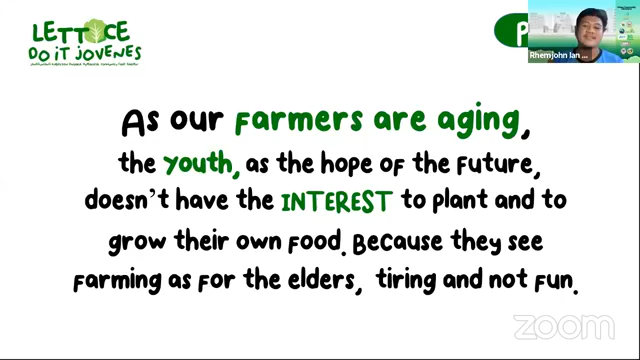 LETTUCE
DO IT JOVENES
P
Rhemjohn Ian ...
As our farmers are aging,
the youth, as the hope of the future,
doesn't have the INTEREST to plant and to
grow their own food. Because they see
farming as for the elders, tiring and not fun.
zoom